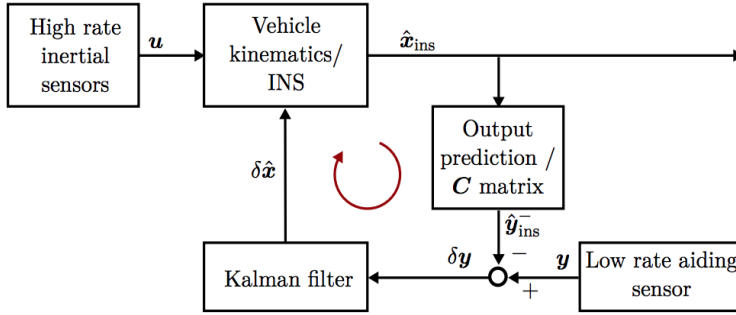 High rate
inertial
sensors
u
Vehicle
kinematics/
INS
x̂ins
Output
prediction /
C matrix
δx̂
ŷ⁻ins
−
Kalman filter
δy
+
y
Low rate aiding
sensor